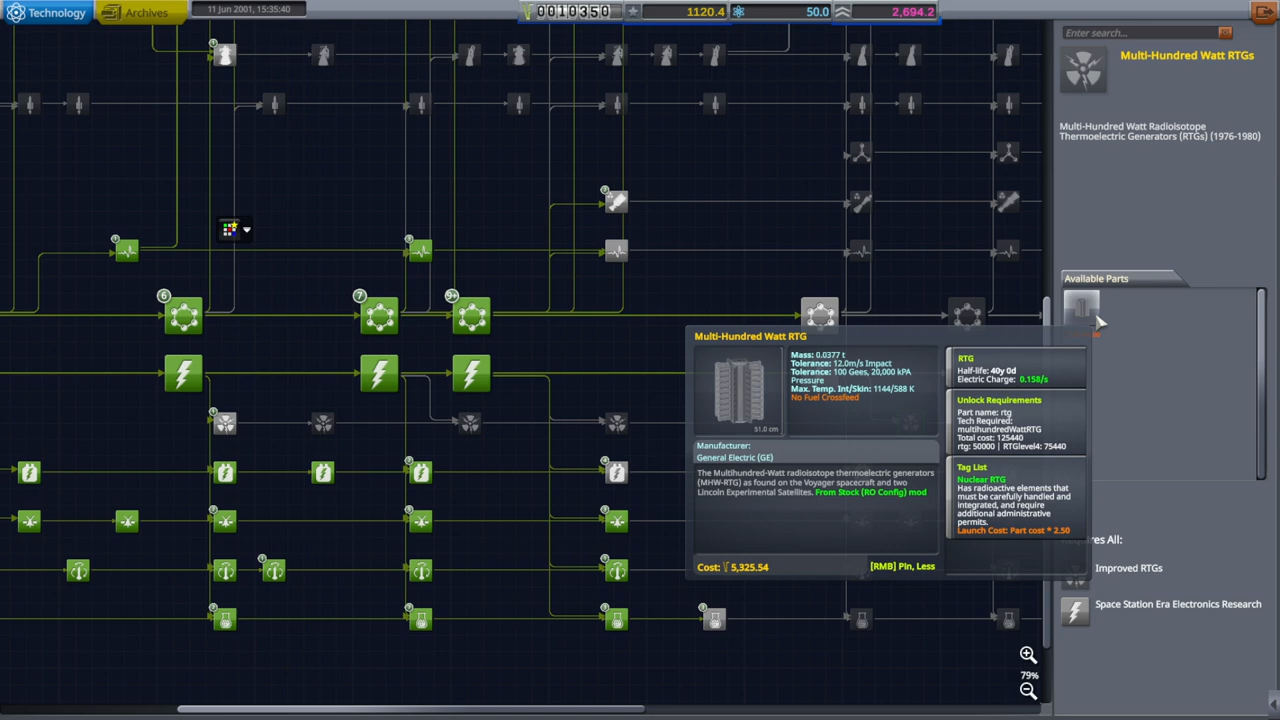 Technology
Archives
11 Jun 2001, 15:35:40
0010350
1120.4
50.0
2,694.2
Enter search...
Multi-Hundred Watt RTGs
Multi-Hundred Watt Radioisotope
Thermoelectric Generators (RTGs) (1976-1980)
Available Parts
6
7
9+
Multi-Hundred Watt RTG
51.0 cm
Mass: 0.0377 t
Tolerance: 12.0m/s Impact
Tolerance: 100 Gees, 20,000 kPA
Pressure
Max. Temp. Int/Skin: 1144/588 K
No Fuel Crossfeed
Manufacturer:
General Electric (GE)
The Multihundred-Watt radioisotope thermoelectric generators
(MHW-RTG) as found on the Voyager spacecraft and two
Lincoln Experimental Satellites. From Stock (RO Config) mod
Cost: 5,325.54
[RMB] Pin, Less
RTG
Half-life: 40y 0d
Electric Charge: 0.158/s
Unlock Requirements
Part name: rtg
Tech Required:
multihundredWattRTG
Total cost: 125440
rtg: 50000 | RTGlevel4: 75440
Tag List
Nuclear RTG
Has radioactive elements that
must be carefully handled and
integrated, and require
additional administrative
permits.
Launch Cost: Part cost * 2.50
ires All:
Improved RTGs
Space Station Era Electronics Research
79%